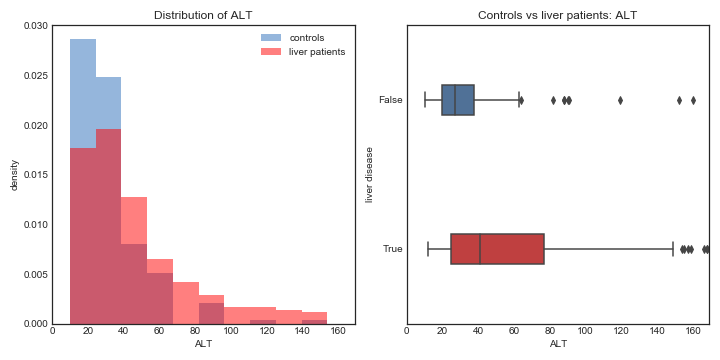 Distribution of ALT
controls
liver patients
0.030
0.025
0.020
0.015
0.010
0.005
0.000
density
0 20 40 60 80 100 120 140 160
ALT
Controls vs liver patients: ALT
False
True
liver disease
0 20 40 60 80 100 120 140 160
ALT